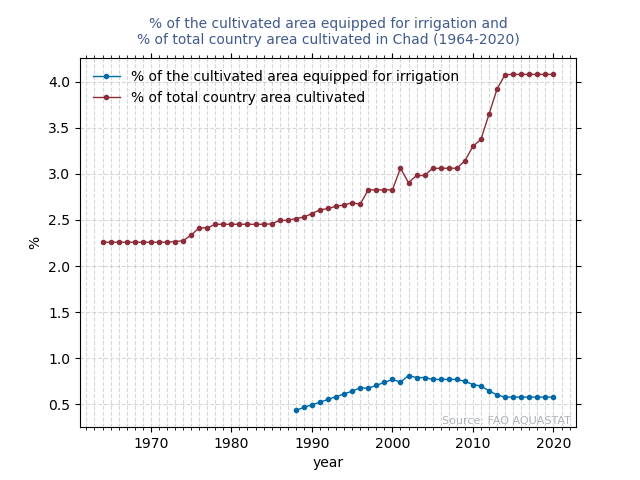 % of the cultivated area equipped for irrigation and
% of total country area cultivated in Chad (1964-2020)
% of the cultivated area equipped for irrigation
% of total country area cultivated
4.0
3.5
3.0
2.5
2.0
1.5
1.0
0.5
%
Source: FAO AQUASTAT
1970 1980 1990 2000 2010 2020
year